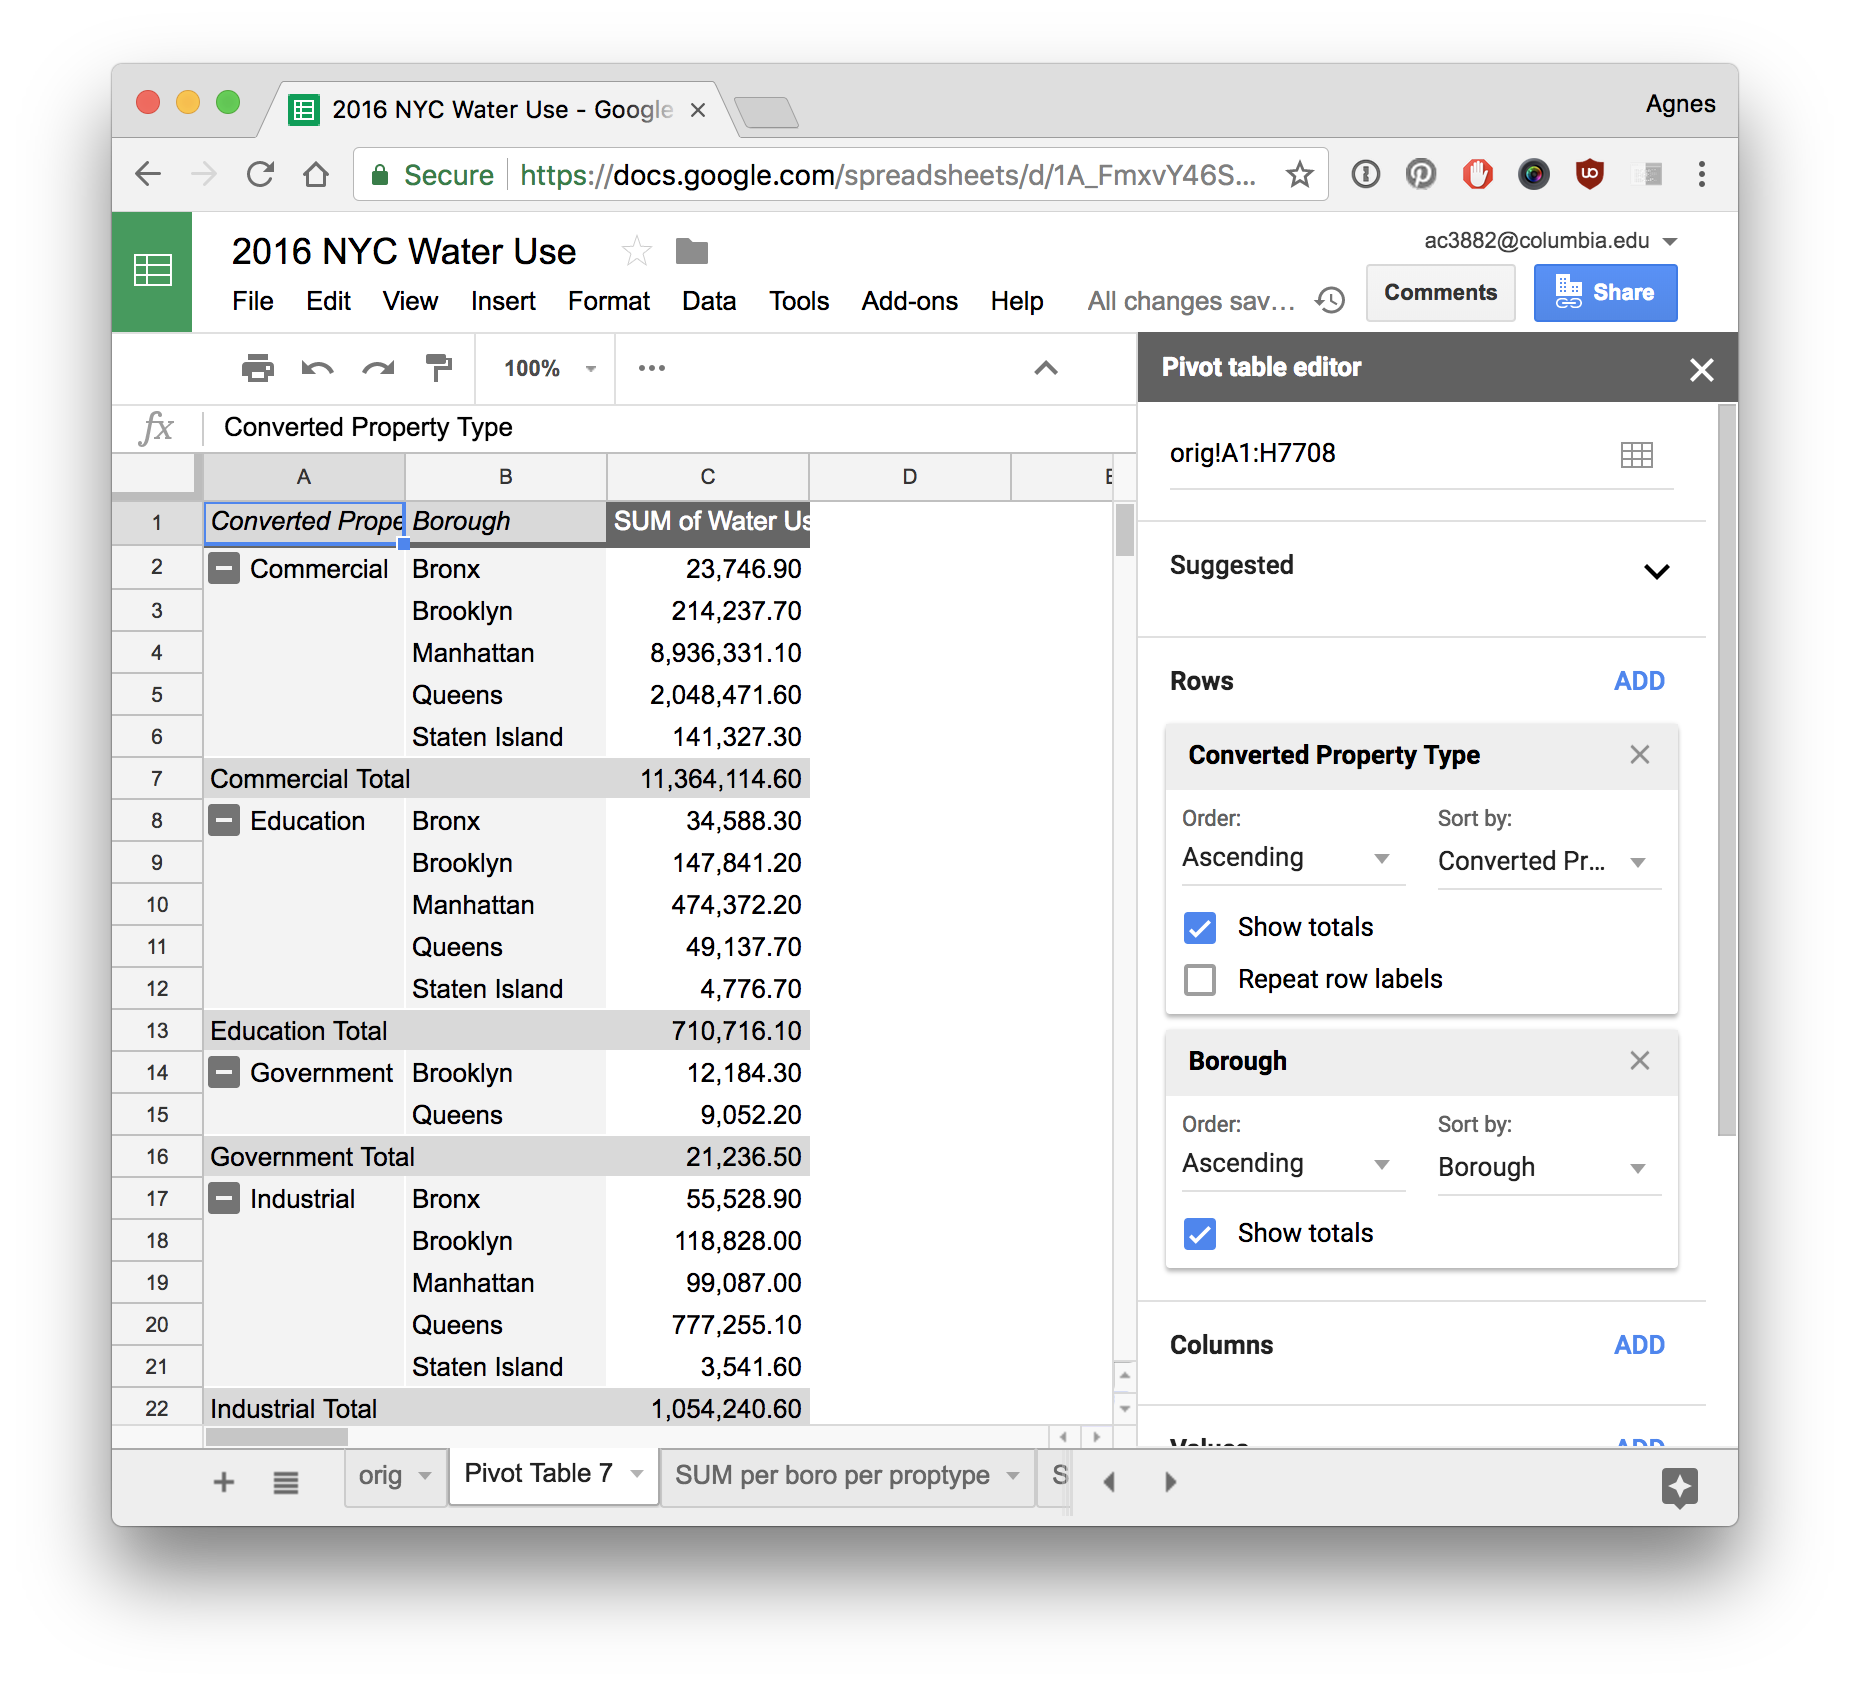 2016 NYC Water Use - Google
Agnes
Secure https://docs.google.com/spreadsheets/d/1A_FmxvY46S...
2016 NYC Water Use
ac3882@columbia.edu
File Edit View Insert Format Data Tools Add-ons Help All changes sav...
Comments
Share
100%
Pivot table editor
fx Converted Property Type
orig!A1:H7708
A B C D E
1 Converted Prope Borough SUM of Water Us
2 Commercial Bronx 23,746.90
3 Brooklyn 214,237.70
4 Manhattan 8,936,331.10
5 Queens 2,048,471.60
6 Staten Island 141,327.30
7 Commercial Total 11,364,114.60
8 Education Bronx 34,588.30
9 Brooklyn 147,841.20
10 Manhattan 474,372.20
11 Queens 49,137.70
12 Staten Island 4,776.70
13 Education Total 710,716.10
14 Government Brooklyn 12,184.30
15 Queens 9,052.20
16 Government Total 21,236.50
17 Industrial Bronx 55,528.90
18 Brooklyn 118,828.00
19 Manhattan 99,087.00
20 Queens 777,255.10
21 Staten Island 3,541.60
22 Industrial Total 1,054,240.60
Suggested
Rows ADD
Converted Property Type
Order: Sort by:
Ascending Converted Pr...
Show totals
Repeat row labels
Borough
Order: Sort by:
Ascending Borough
Show totals
Columns ADD
Values ADD
orig Pivot Table 7 SUM per boro per proptype S